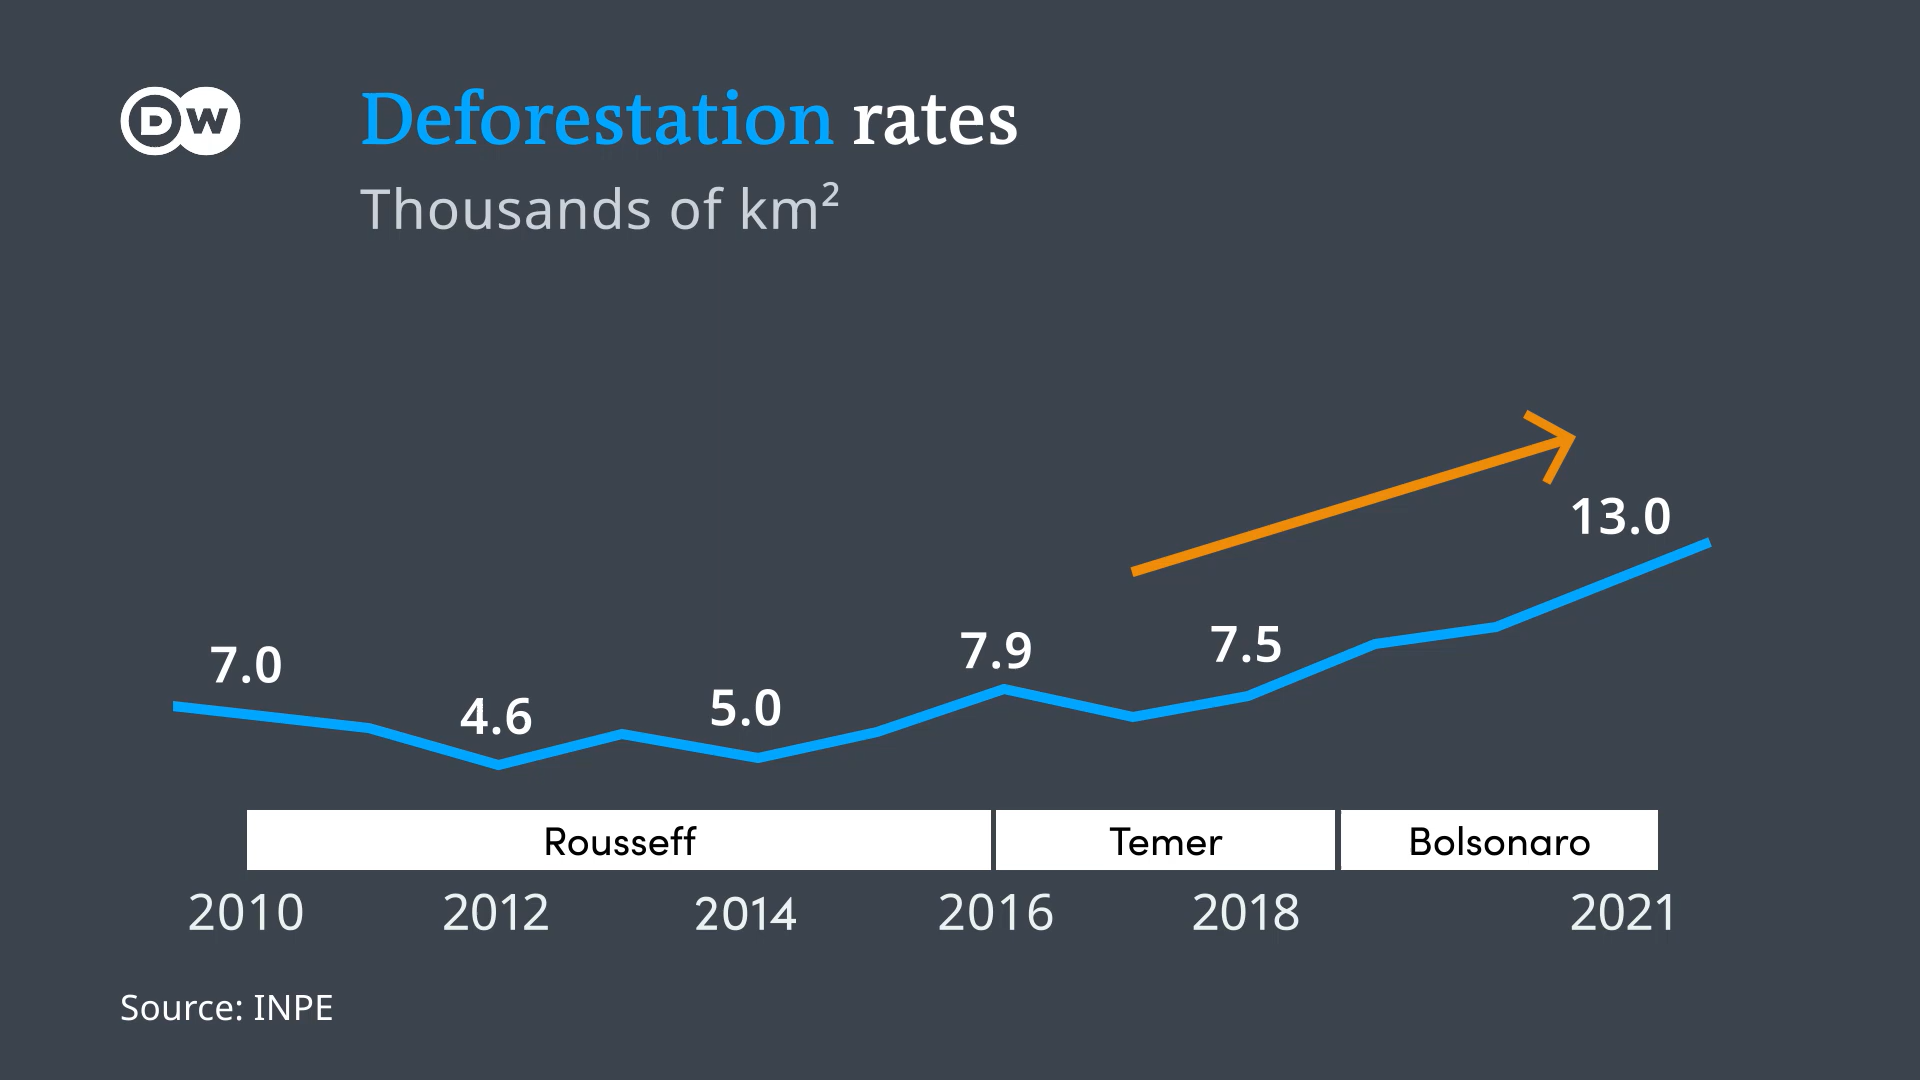 DW
Deforestation rates
Thousands of km²
13.0
7.0
4.6
5.0
7.9
7.5
Rousseff
Temer
Bolsonaro
2010
2012
2014
2016
2018
2021
Source: INPE